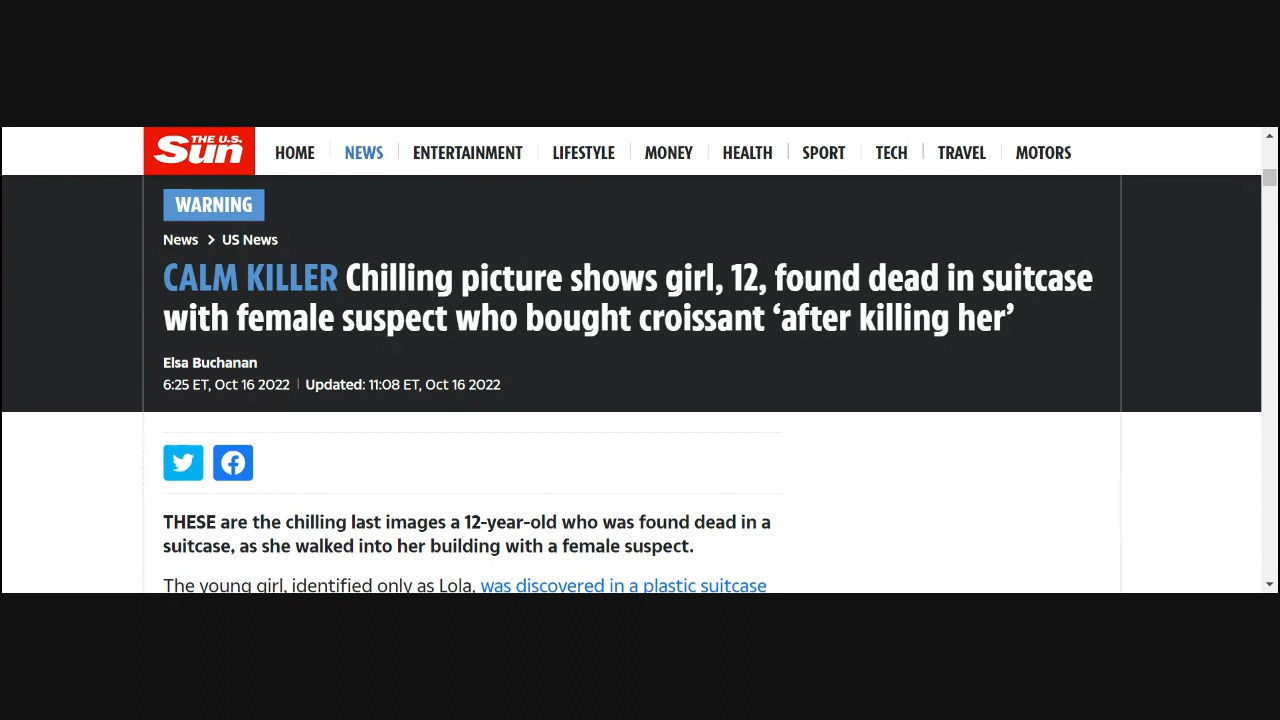 THE U.S.
Sun
HOME NEWS ENTERTAINMENT LIFESTYLE MONEY HEALTH SPORT TECH TRAVEL MOTORS
WARNING
News > US News
CALM KILLER Chilling picture shows girl, 12, found dead in suitcase
with female suspect who bought croissant ‘after killing her’
Elsa Buchanan
6:25 ET, Oct 16 2022 | Updated: 11:08 ET, Oct 16 2022
THESE are the chilling last images a 12-year-old who was found dead in a
suitcase, as she walked into her building with a female suspect.
The young girl, identified only as Lola, was discovered in a plastic suitcase